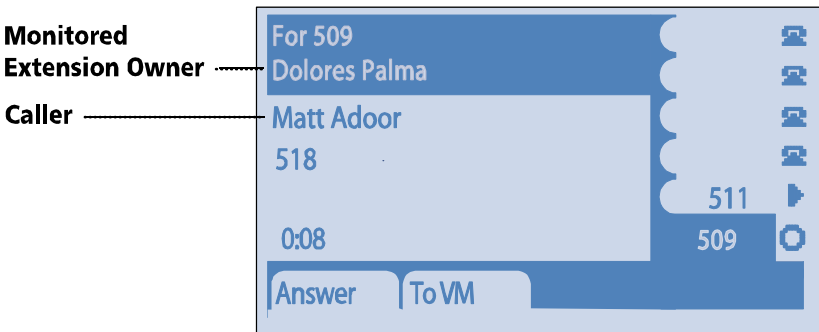 Monitored
Extension Owner
Caller
For 509
Dolores Palma
Matt Adoor
518
0:08
511
509
Answer
To VM